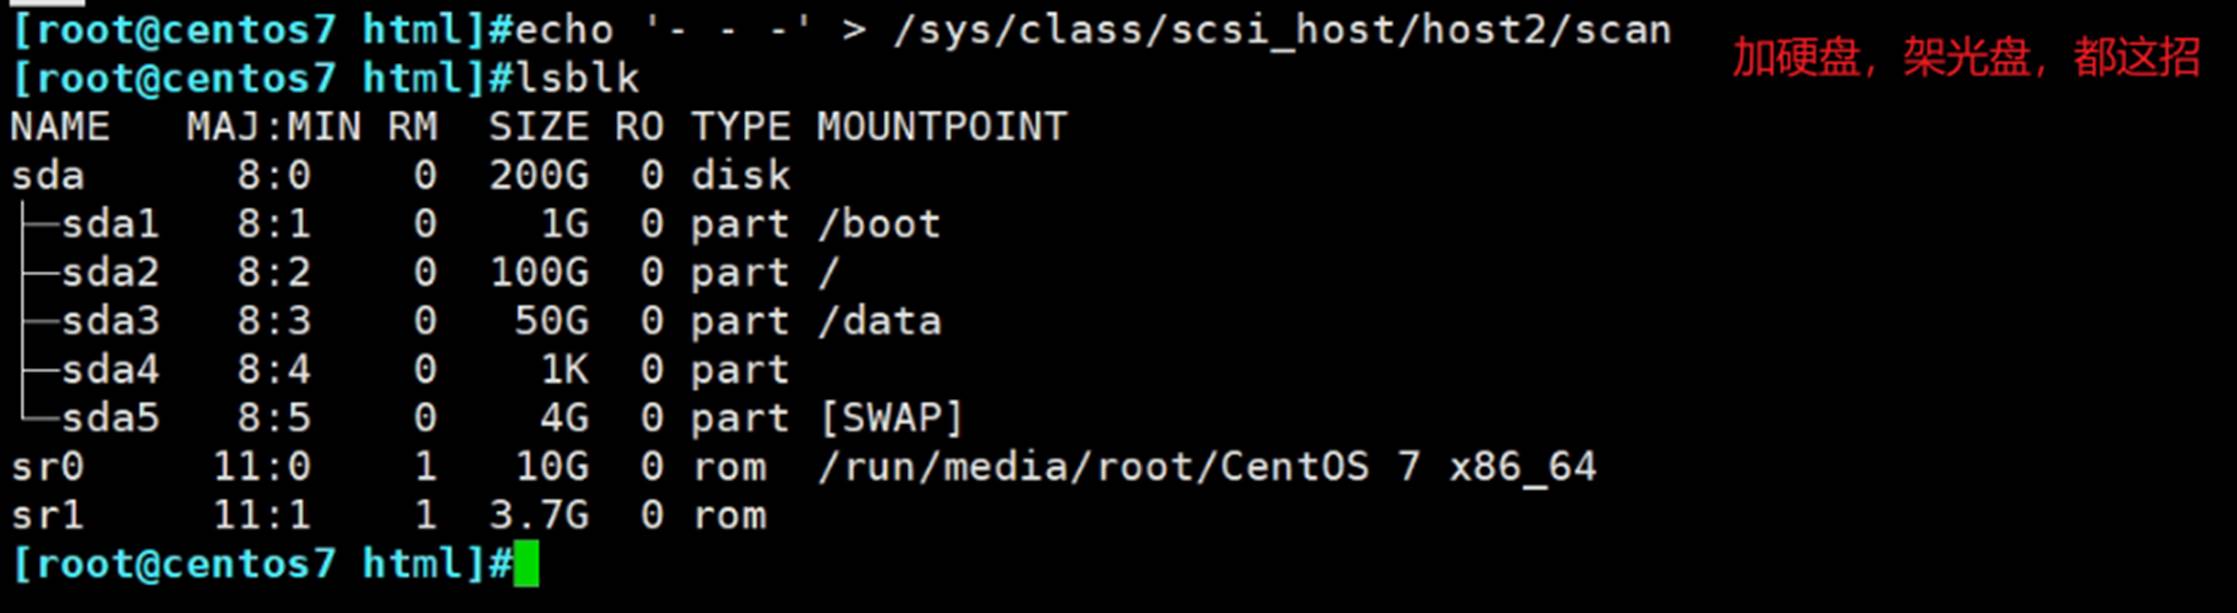 [root@centos7 html]#echo '- - -' > /sys/class/scsi_host/host2/scan
加硬盘，架光盘，都这招
[root@centos7 html]#lsblk
NAME   MAJ:MIN RM  SIZE RO TYPE MOUNTPOINT
sda      8:0    0  200G  0 disk
├─sda1   8:1    0    1G  0 part /boot
├─sda2   8:2    0  100G  0 part /
├─sda3   8:3    0   50G  0 part /data
├─sda4   8:4    0    1K  0 part
└─sda5   8:5    0    4G  0 part [SWAP]
sr0     11:0    1   10G  0 rom  /run/media/root/CentOS 7 x86_64
sr1     11:1    1  3.7G  0 rom
[root@centos7 html]#